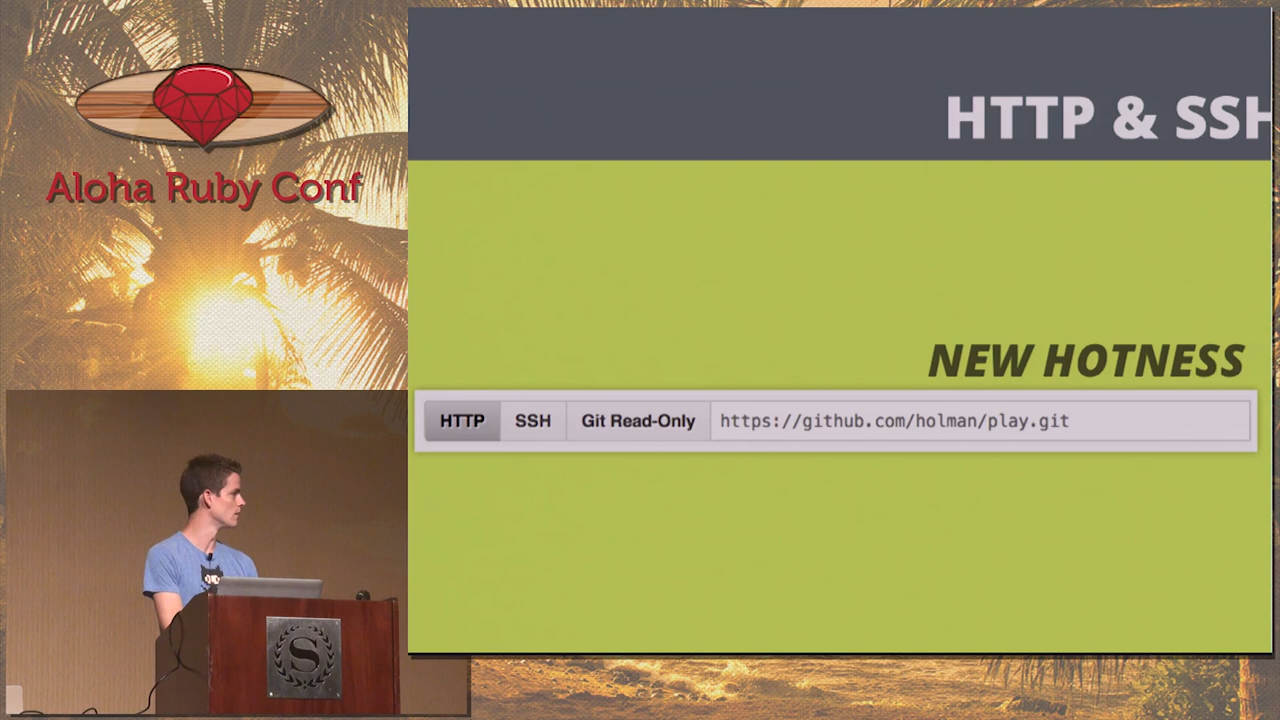 Aloha Ruby Conf
HTTP & SSH
NEW HOTNESS
HTTP SSH Git Read-Only https://github.com/holman/play.git
S